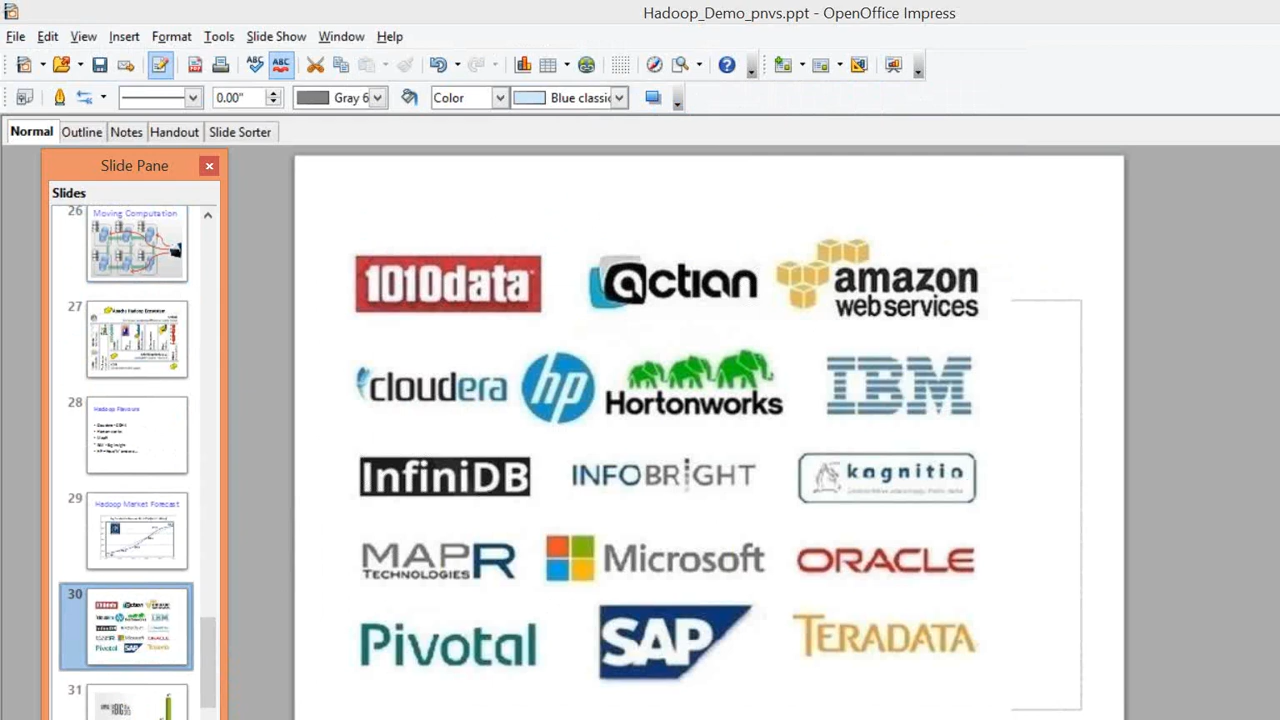 Hadoop_Demo_pnvs.ppt - OpenOffice Impress
File Edit View Insert Format Tools Slide Show Window Help
0.00" Gray 6 Color Blue classic
Normal Outline Notes Handout Slide Sorter
Slide Pane
Slides
26
Moving Computation
27
28
Hadoop Flavours
29
Hadoop Market Forecast
30
31
1010data actian amazon
web services
cloudera hp Hortonworks IBM
InfiniDB INFOBRIGHT kognitio
MAPR
TECHNOLOGIES
Microsoft ORACLE
Pivotal SAP TERADATA